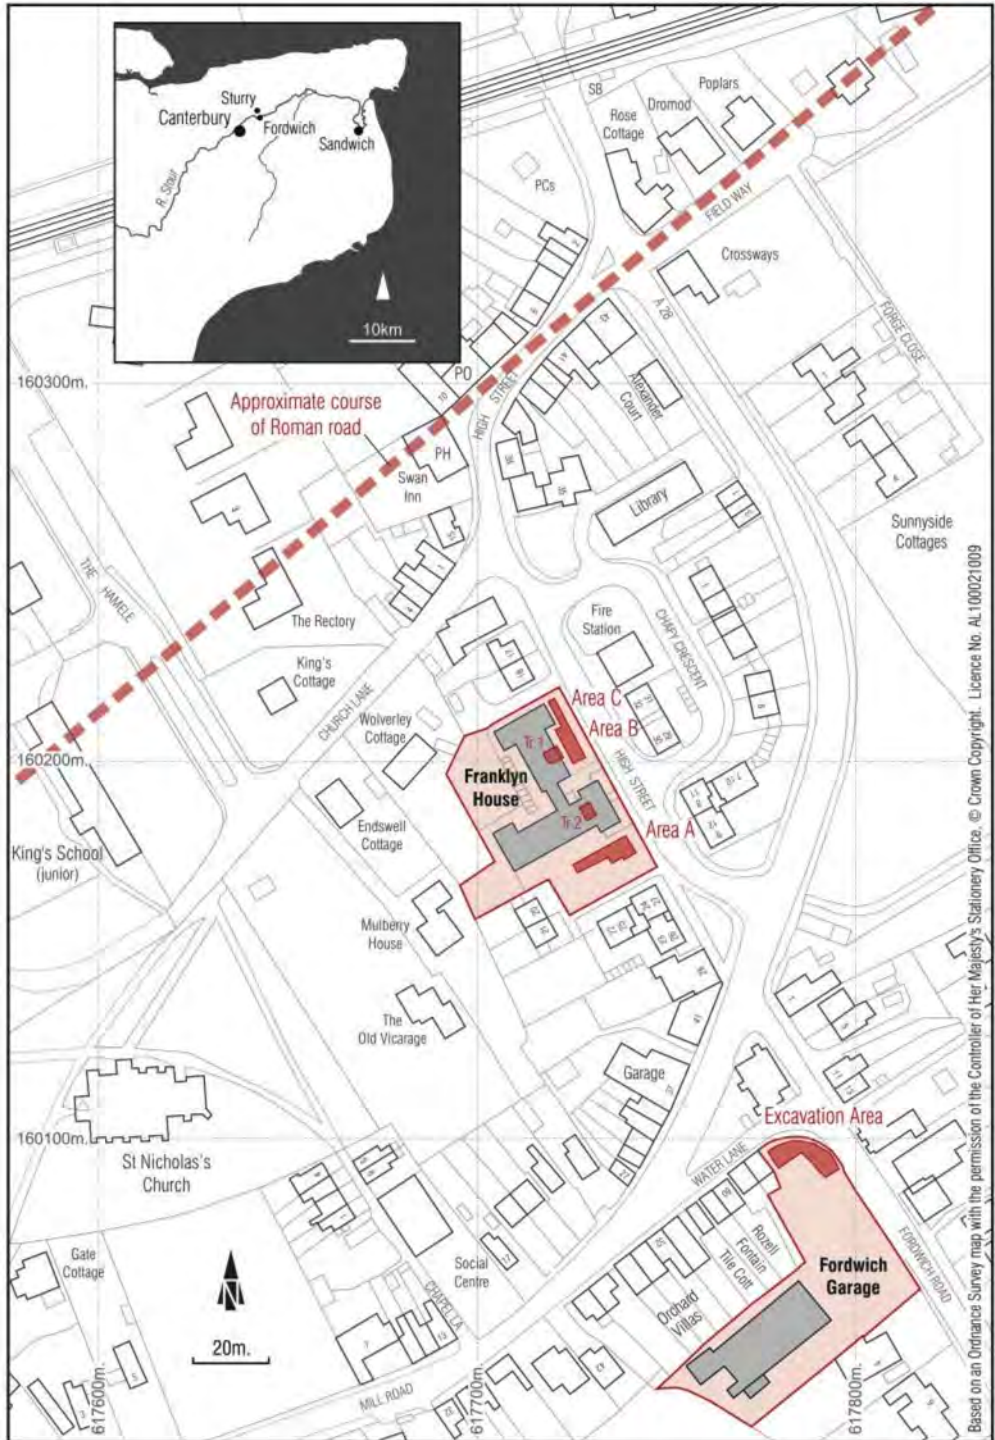 Sturry
Canterbury
Fordwich
Sandwich
R. Stour
10km
SB
Poplars
Dromod
Rose
Cottage
PCs
FIELD WAY
Crossways
A 28
FORGE CLOSE
160300m.
PO
10
HIGH STREET
Alexander
Court
Approximate course
of Roman road
PH
Swan
Inn
Library
Sunnyside
Cottages
THE HAMELE
The Rectory
Fire
Station
CHAFY CRESCENT
King's
Cottage
CHURCH LANE
Wolverley
Cottage
Area C
Area B
Tr.1
HIGH STREET
160200m.
Franklyn
House
Tr.2
Area A
Endswell
Cottage
King's School
(junior)
Mulberry
House
The
Old Vicarage
Garage
160100m.
Excavation Area
St Nicholas's
Church
WATER LANE
Rozell
Fontain
Tile Cott
Fordwich
Garage
FORDWICH ROAD
Gate
Cottage
Social
Centre
Orchard
Villas
N
20m.
CHAPELLA
MILL ROAD
617600m.
617700m.
617800m.
Based on an Ordnance Survey map with the permission of the Controller of Her Majesty's Stationery Office, © Crown Copyright. Licence No. AL100021009